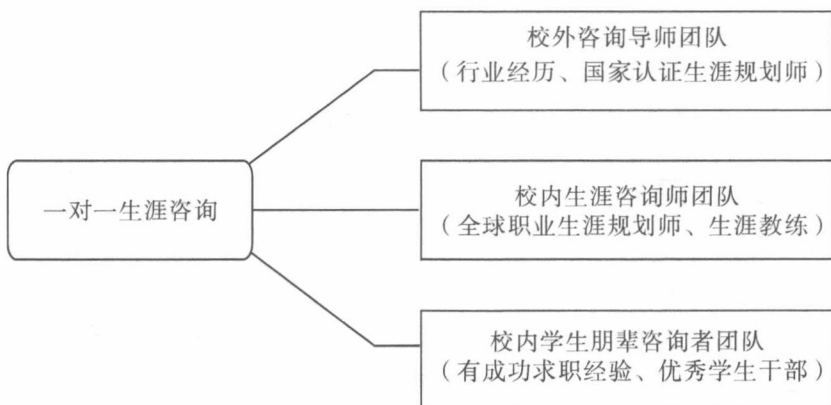 校外咨询导师团队
（行业经历、国家认证生涯规划师）
一对一生涯咨询
校内生涯咨询师团队
（全球职业生涯规划师、生涯教练）
校内学生朋辈咨询者团队
（有成功求职经验、优秀学生干部）